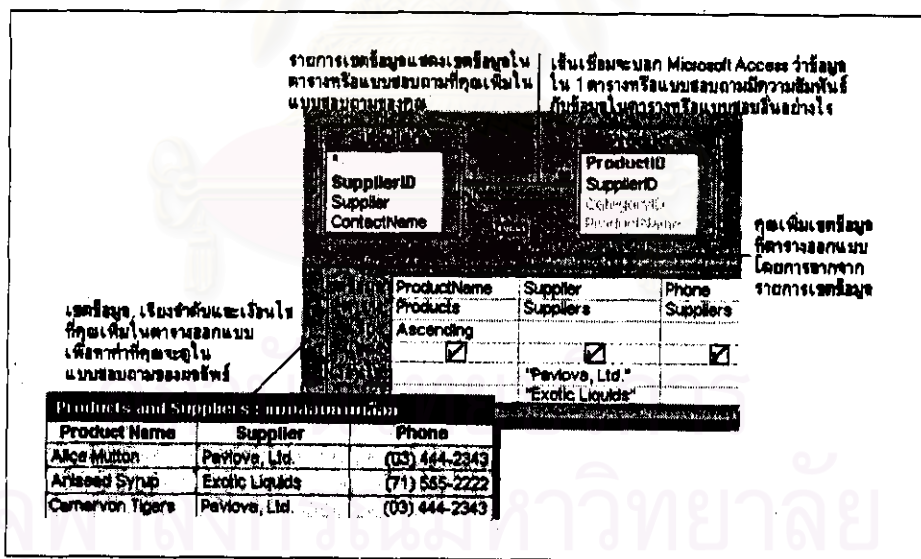 รายการเขตข้อมูลแสดงเขตข้อมูลใน
ตารางหรือแบบสอบถามที่คุณเพิ่มใน
แบบสอบถามของคุณ
เส้นเชื่อมจะบอก Microsoft Access ว่าข้อมูล
ใน 1 ตารางหรือแบบสอบถามมีความสัมพันธ์
กับข้อมูลในตารางหรือแบบสอบอื่นอย่างไร
*
SupplierID
Supplier
ContactName
ProductID
SupplierID
CategoryID
ProductName
คุณเพิ่มเขตข้อมูล
ที่ตารางออกแบบ
โดยการลากจาก
รายการเขตข้อมูล
ProductName Supplier Phone
Products Suppliers Suppliers
Ascending
"Pavlova, Ltd."
"Exotic Liquids"
เขตข้อมูล, เรียงลำดับและเงื่อนไข
ที่คุณเพิ่มในตารางออกแบบ
เพื่อหาค่าที่คุณจะดูใน
แบบสอบถามของผลลัพธ์
Products and Suppliers : แบบสอบถามเลือก
Product Name Supplier Phone
Alice Mutton Pavlova, Ltd. (03) 444-2343
Aniseed Syrup Exotic Liquids (71) 555-2222
Carnarvon Tigers Pavlova, Ltd. (03) 444-2343